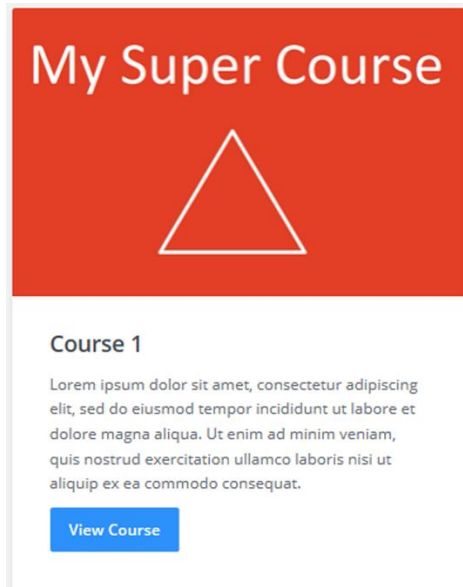 My Super Course
Course 1
Lorem ipsum dolor sit amet, consectetur adipiscing
elit, sed do eiusmod tempor incididunt ut labore et
dolore magna aliqua. Ut enim ad minim veniam,
quis nostrud exercitation ullamco laboris nisi ut
aliquip ex ea commodo consequat.
View Course